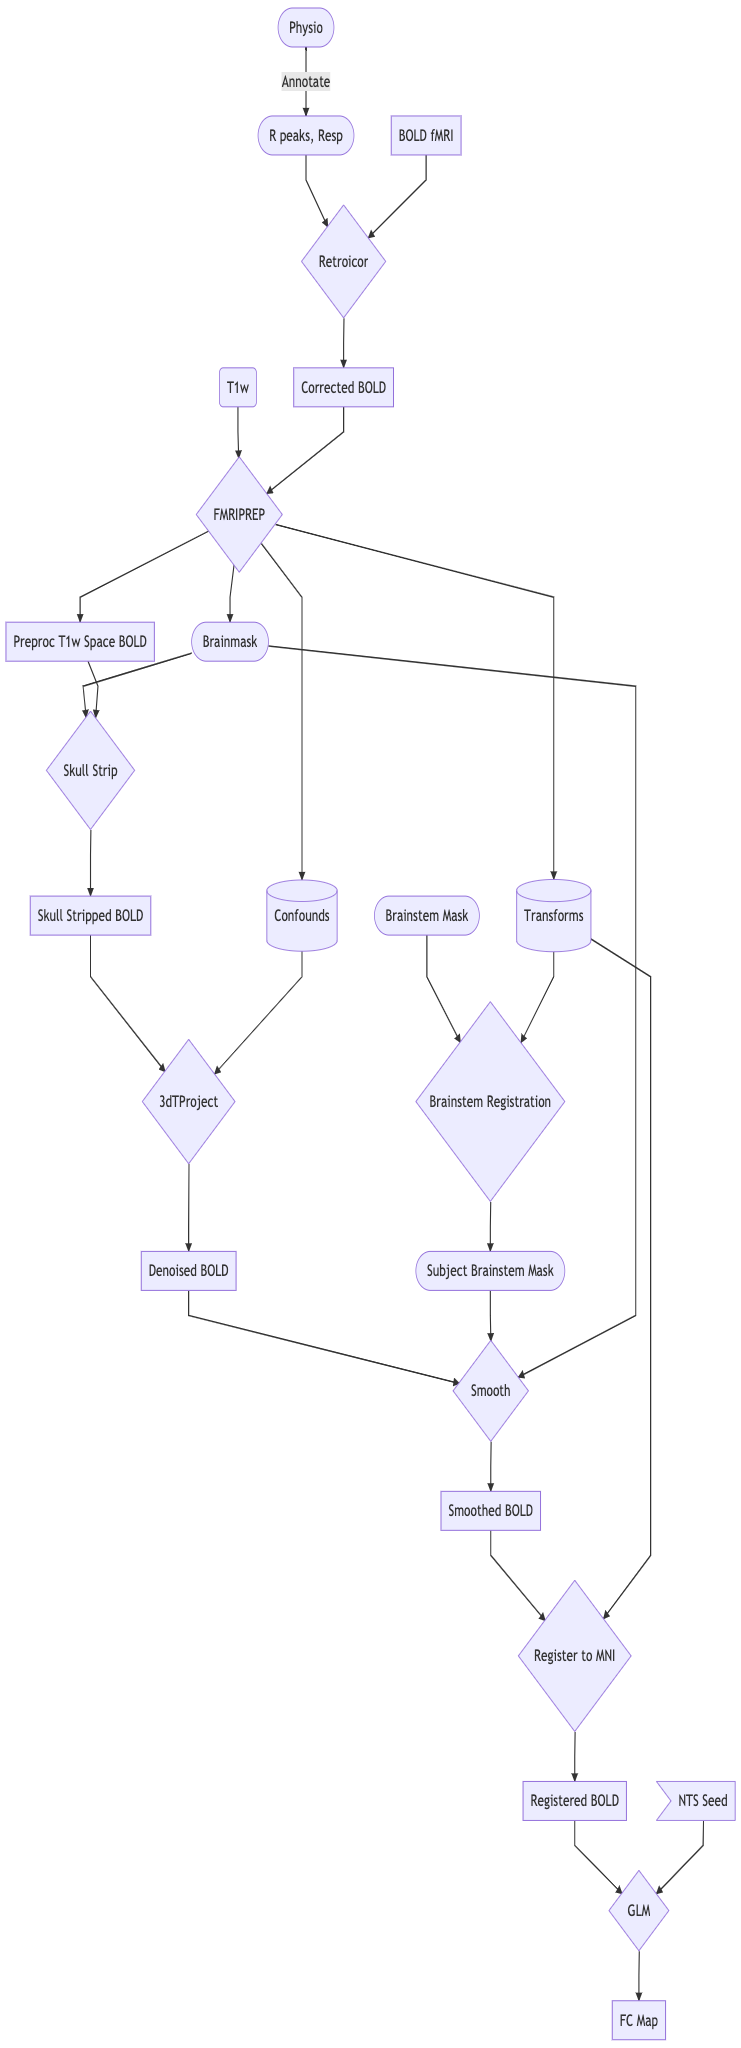 Physio
Annotate
R peaks, Resp
BOLD fMRI
Retroicor
T1w
Corrected BOLD
FMRIPREP
Preproc T1w Space BOLD
Brainmask
Skull Strip
Skull Stripped BOLD
Confounds
Brainstem Mask
Transforms
3dTProject
Brainstem Registration
Denoised BOLD
Subject Brainstem Mask
Smooth
Smoothed BOLD
Register to MNI
Registered BOLD
NTS Seed
GLM
FC Map